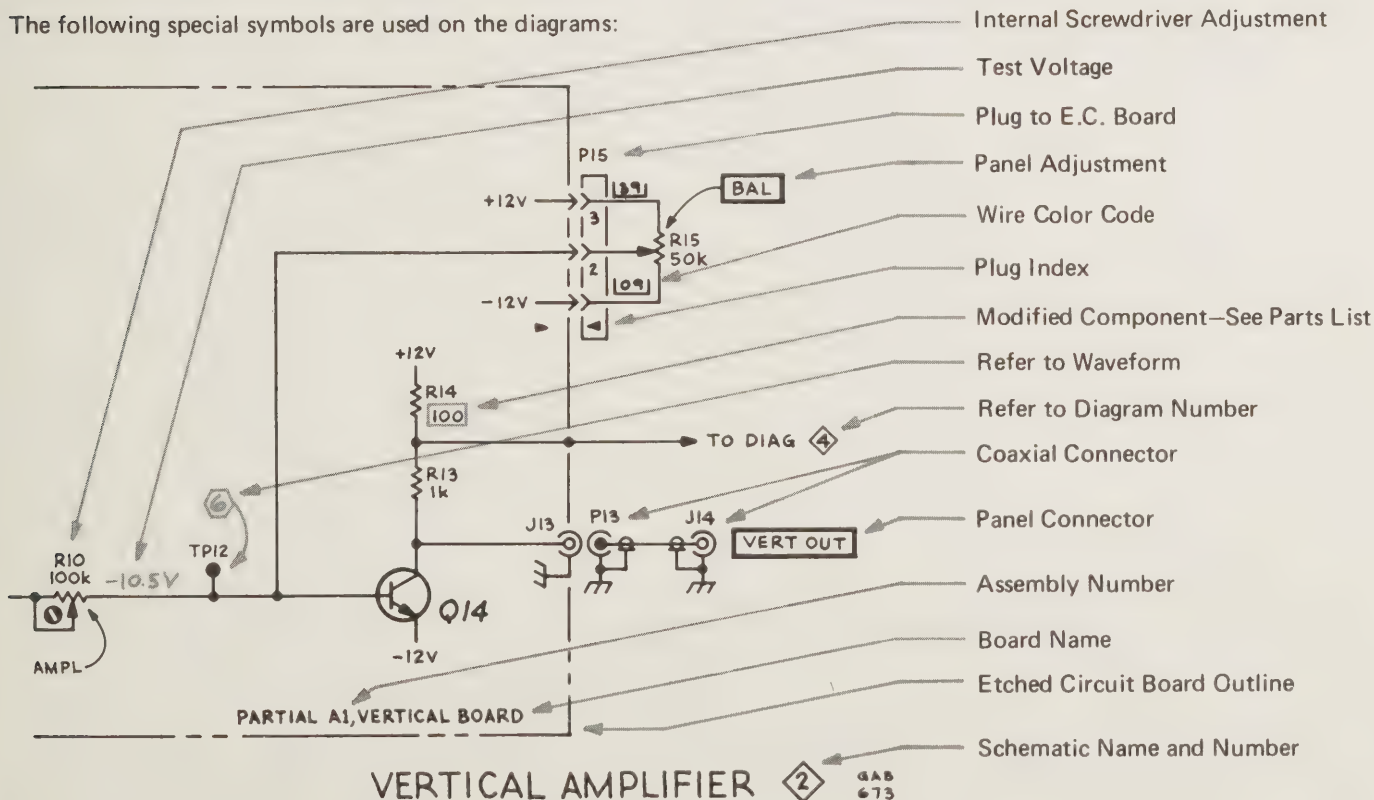 The following special symbols are used on the diagrams:
Internal Screwdriver Adjustment
Test Voltage
Plug to E.C. Board
Panel Adjustment
Wire Color Code
Plug Index
Modified Component—See Parts List
Refer to Waveform
Refer to Diagram Number
Coaxial Connector
Panel Connector
Assembly Number
Board Name
Etched Circuit Board Outline
Schematic Name and Number
P15
+12V
3
2
-12V
R15
50k
09
BAL
+12V
R14
100
R13
1k
TO DIAG 4
J13
P13
J14
VERT OUT
6
TP12
R10
100k
-10.5V
AMPL
Q14
-12V
PARTIAL A1, VERTICAL BOARD
VERTICAL AMPLIFIER 2
GAB
673